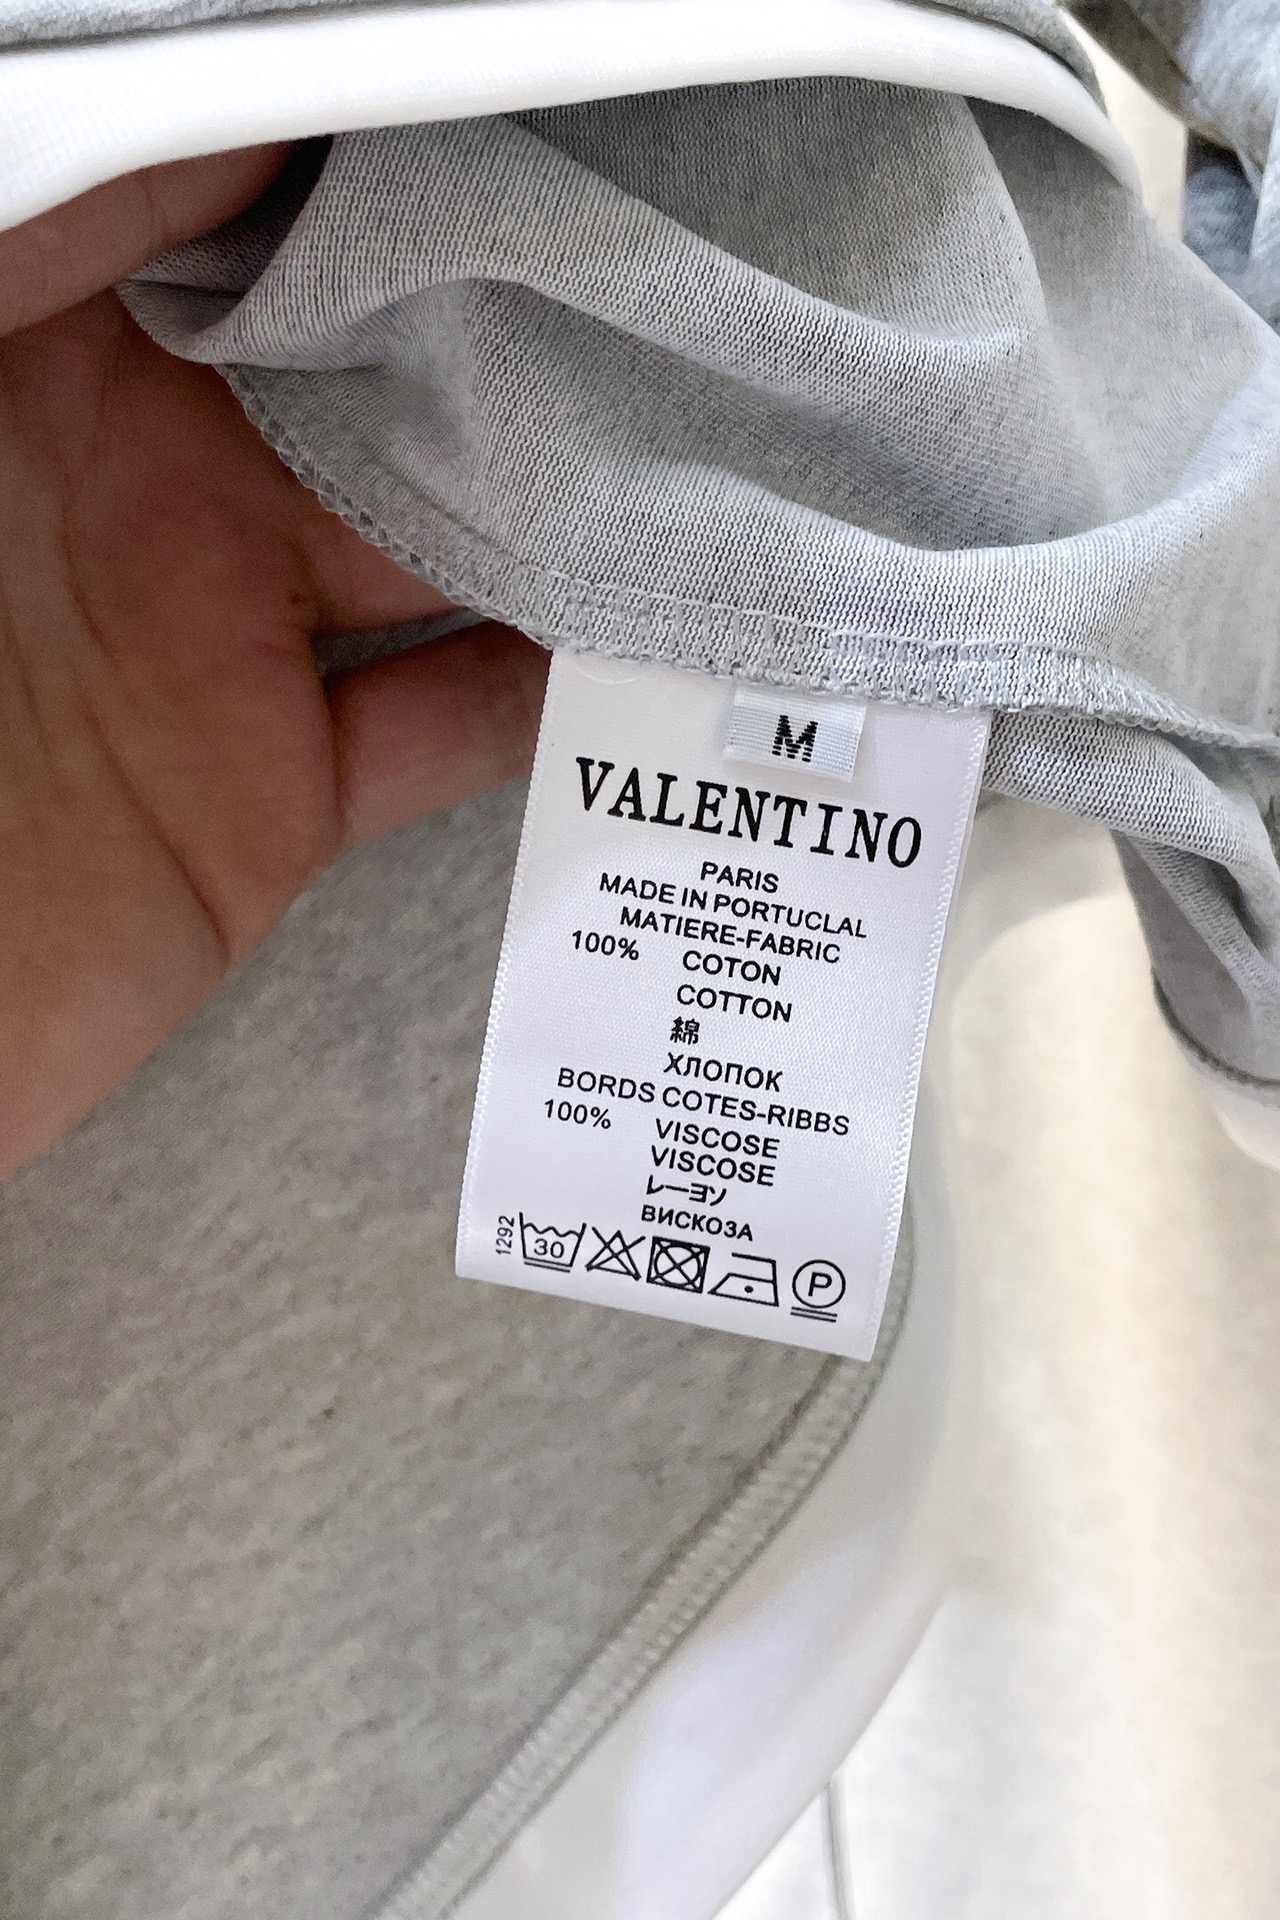 M
VALENTINO
PARIS
MADE IN PORTUCLAL
MATIERE-FABRIC
100% COTON
COTTON
綿
ХЛОПОК
BORDS COTES-RIBBS
100% VISCOSE
VISCOSE
レーヨソ
ВИСКОЗА
1292
30
P